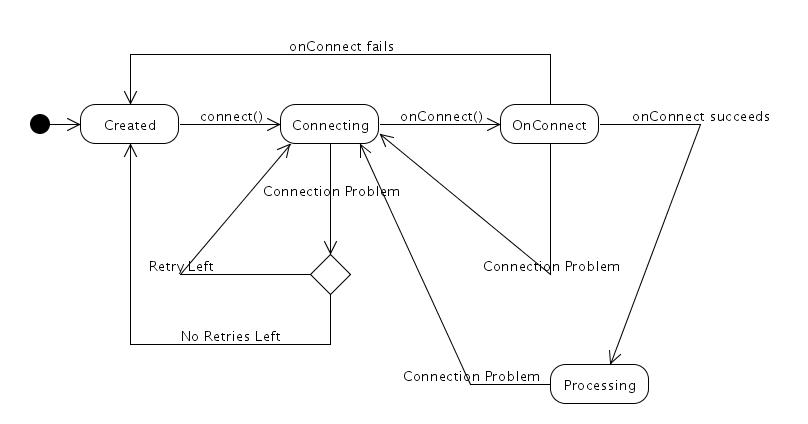 onConnect fails
Created
connect()
Connecting
onConnect()
OnConnect
onConnect succeeds
Connection Problem
Retry Left
Connection Problem
No Retries Left
Connection Problem
Processing